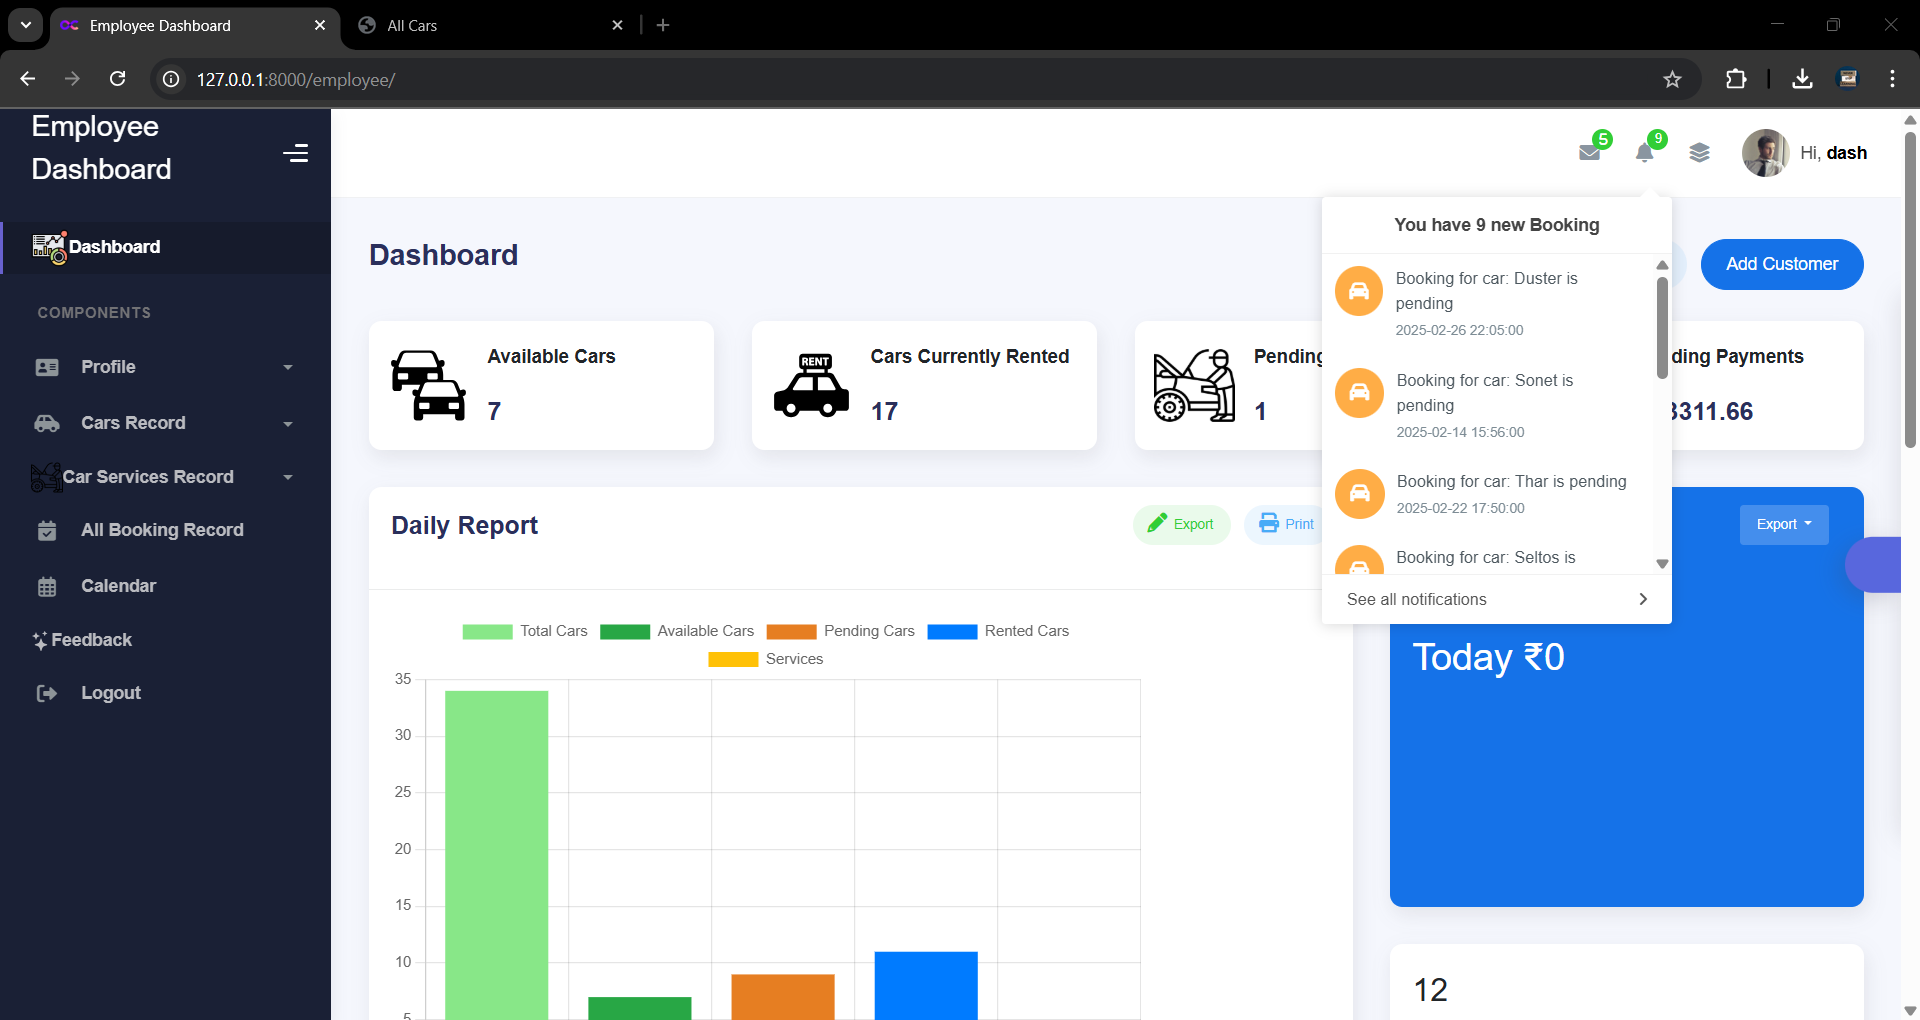 Employee Dashboard
All Cars
127.0.0.1:8000/employee/
Employee
Dashboard
5
9
Hi, dash
Dashboard
COMPONENTS
Profile
Cars Record
Car Services Record
All Booking Record
Calendar
Feedback
Logout
Dashboard
Add Customer
Available Cars
7
RENT
Cars Currently Rented
17
Pending
1
ding Payments
3311.66
You have 9 new Booking
Booking for car: Duster is
pending
2025-02-26 22:05:00
Booking for car: Sonet is
pending
2025-02-14 15:56:00
Booking for car: Thar is pending
2025-02-22 17:50:00
Booking for car: Seltos is
See all notifications
Daily Report
Export
Print
Total Cars
Available Cars
Pending Cars
Rented Cars
Services
35
30
25
20
15
10
5
Export
Today ₹0
12